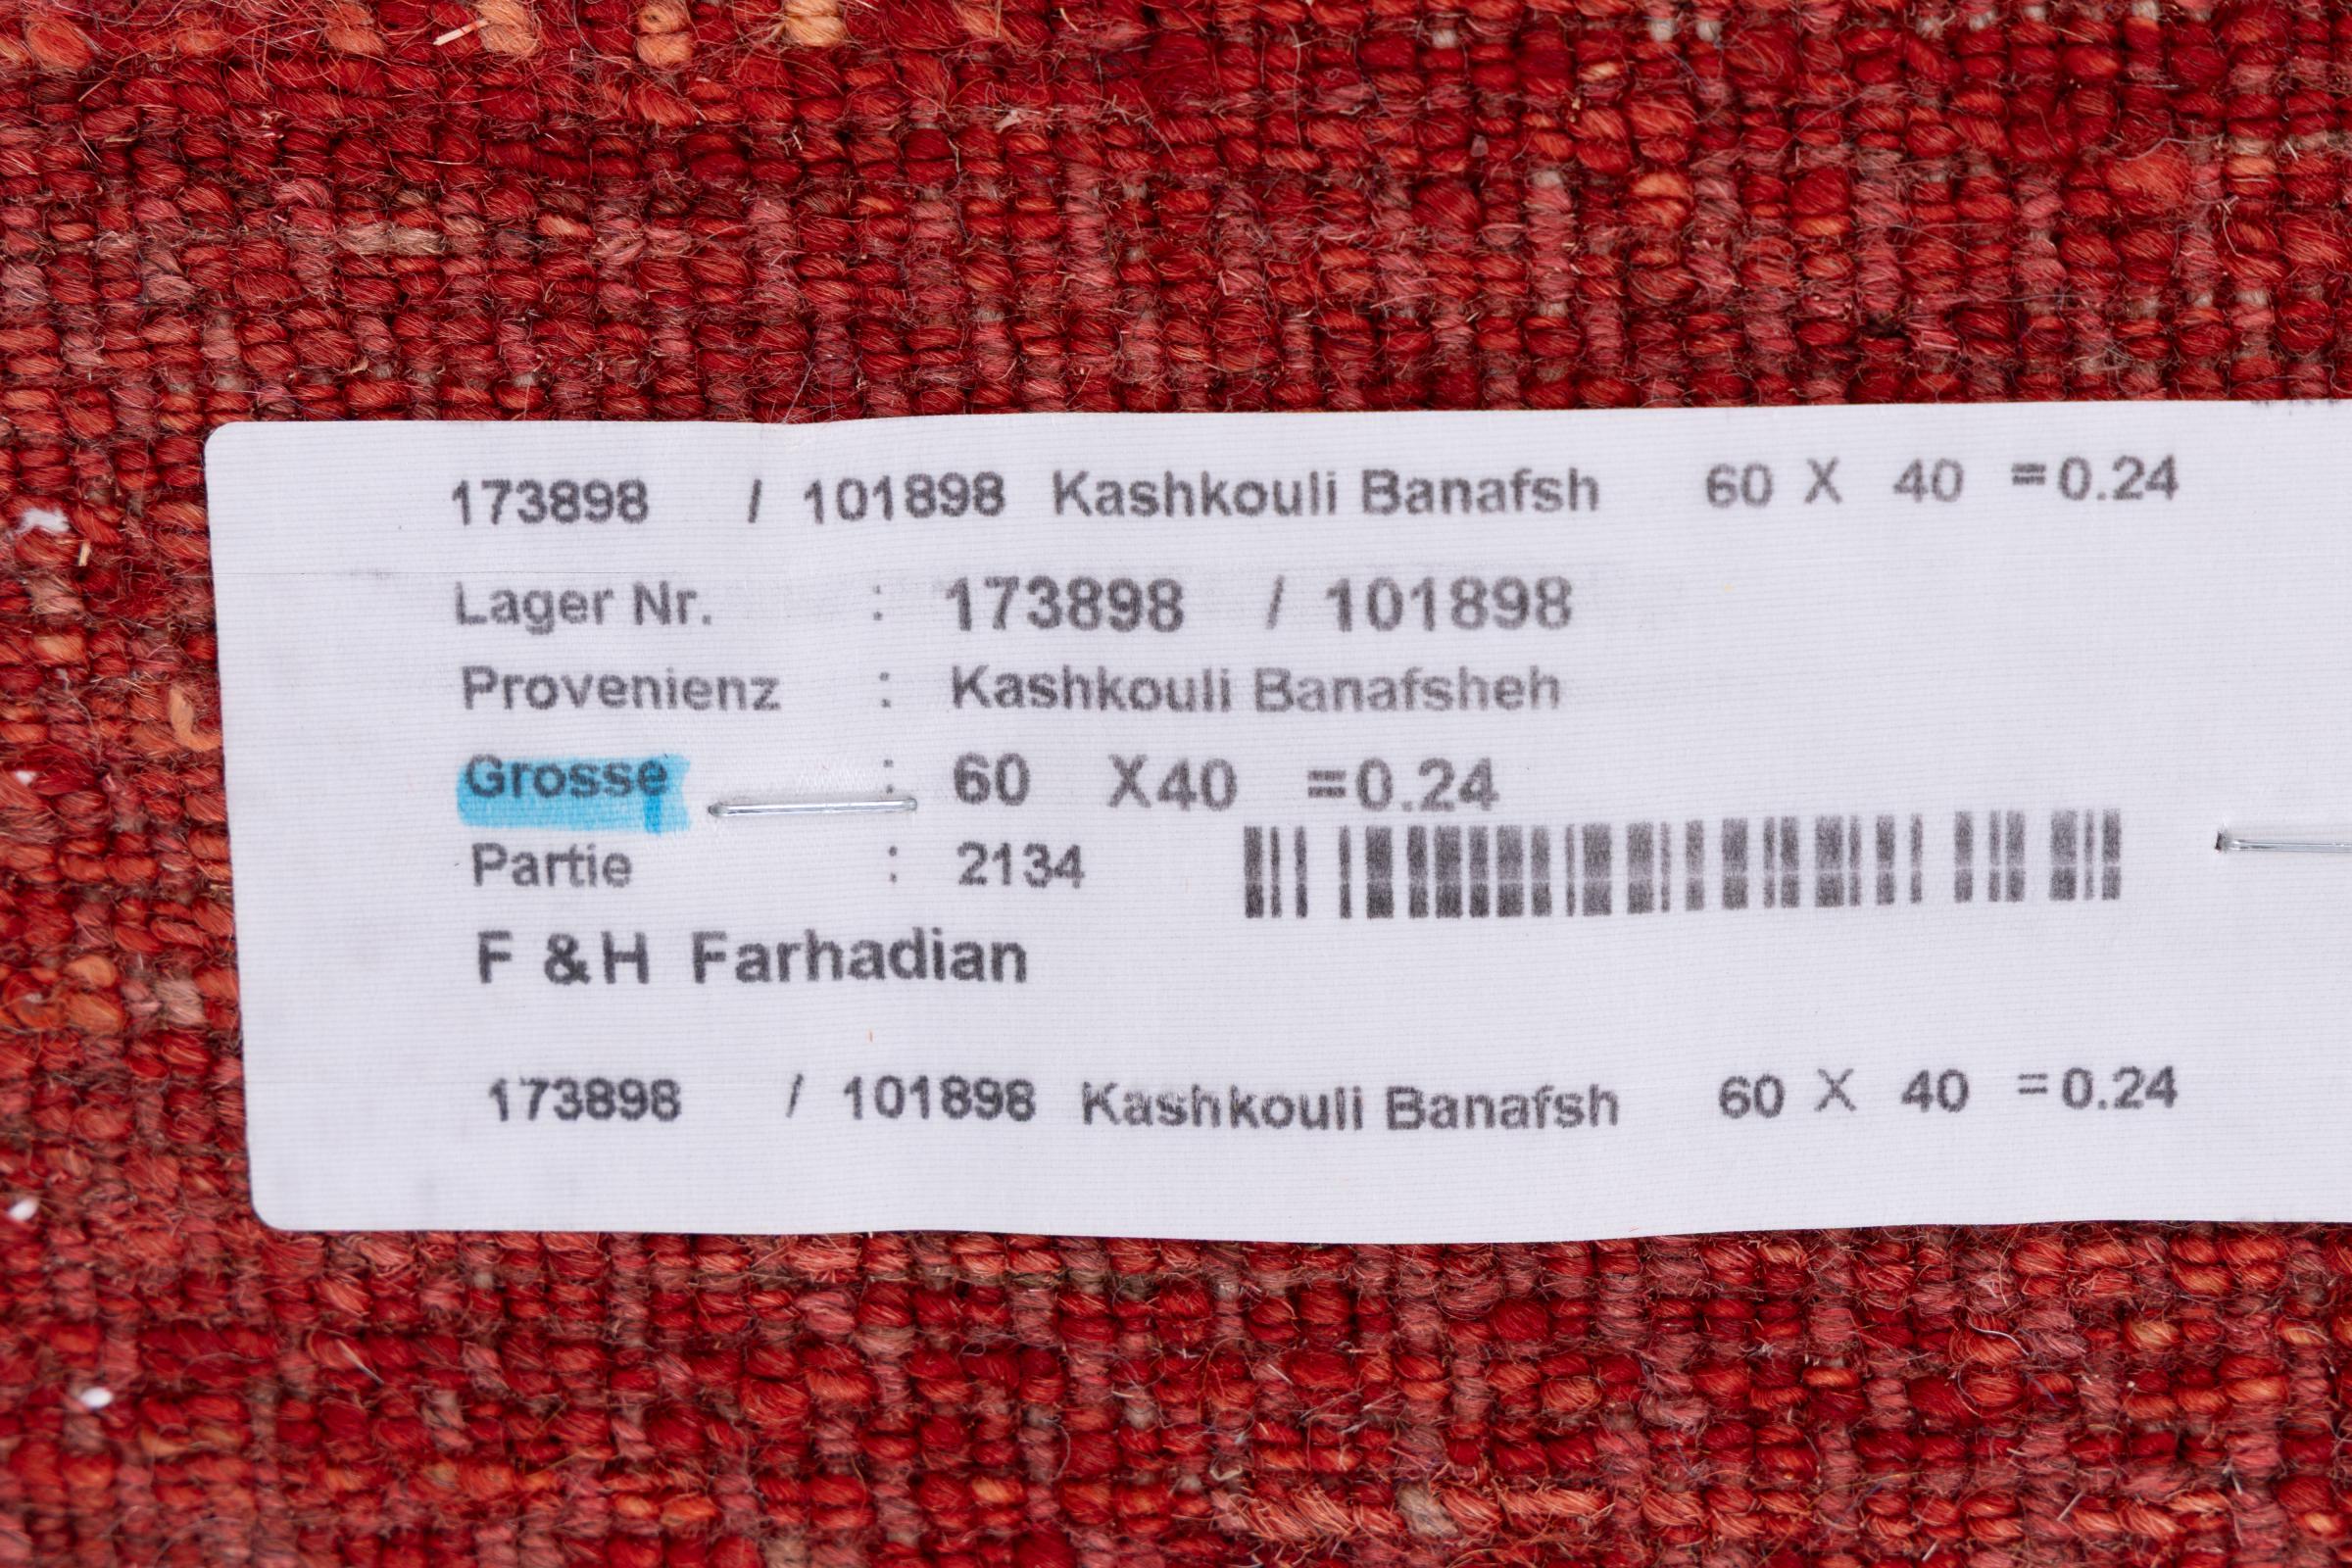 173898 / 101898 Kashkouli Banafsh 60 X 40 =0.24
Lager Nr. : 173898 / 101898
Provenienz : Kashkouli Banafsheh
Grosse : 60 X40 =0.24
Partie : 2134
F &H Farhadian
173898 / 101898 Kashkouli Banafsh 60 X 40 =0.24